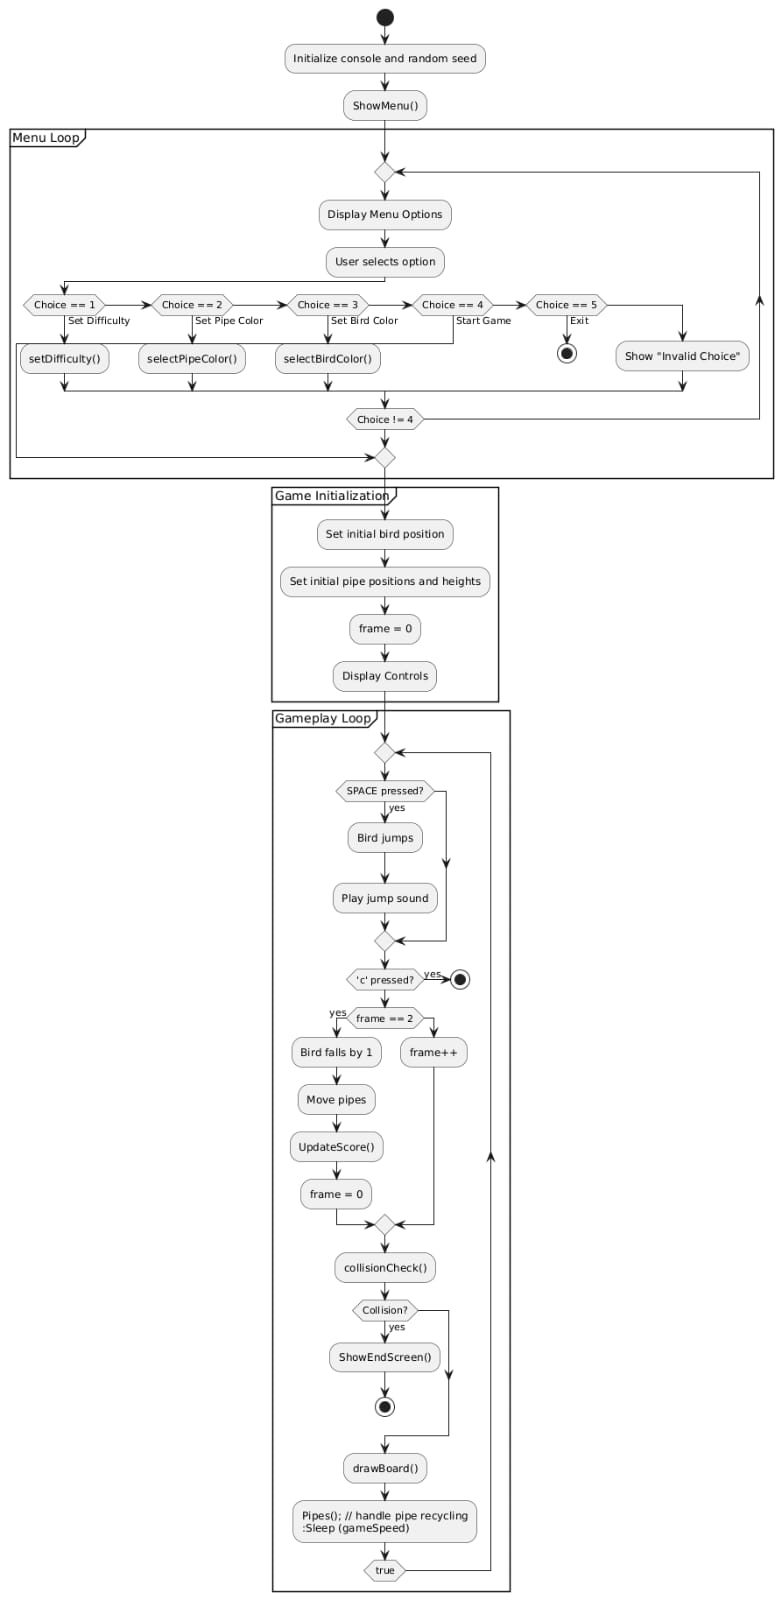 Initialize console and random seed
ShowMenu()
Menu Loop
Display Menu Options
User selects option
Choice == 1
Choice == 2
Choice == 3
Choice == 4
Choice == 5
Set Difficulty
Set Pipe Color
Set Bird Color
Start Game
Exit
setDifficulty()
selectPipeColor()
selectBirdColor()
Show "Invalid Choice"
Choice != 4
Game Initialization
Set initial bird position
Set initial pipe positions and heights
frame = 0
Display Controls
Gameplay Loop
SPACE pressed?
yes
Bird jumps
Play jump sound
'c' pressed?
yes
yes
frame == 2
Bird falls by 1
frame++
Move pipes
UpdateScore()
frame = 0
collisionCheck()
Collision?
yes
ShowEndScreen()
drawBoard()
Pipes(); // handle pipe recycling
:Sleep (gameSpeed)
true